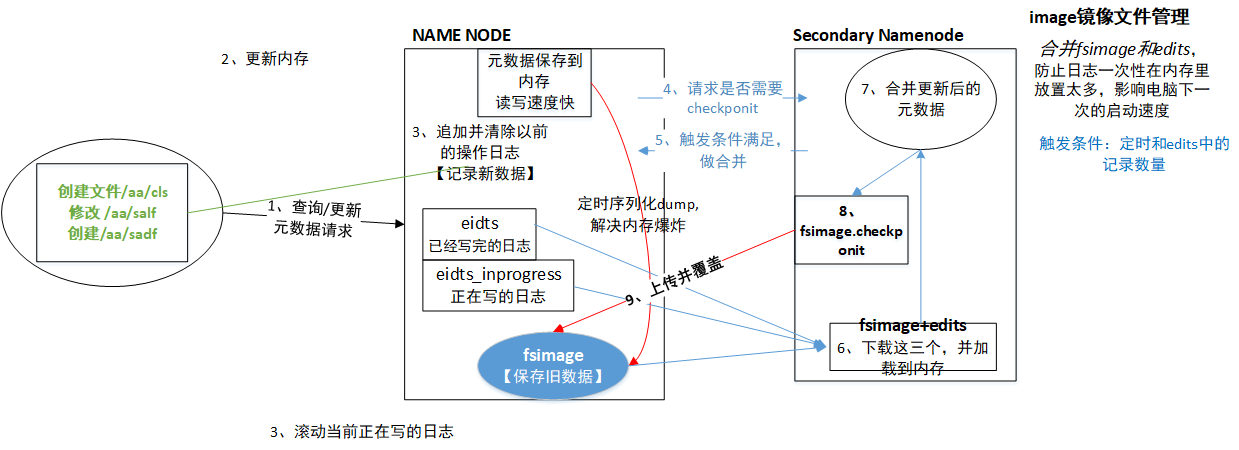 image镜像文件管理
合并fsimage和edits,
防止日志一次性在内存里
放置太多，影响电脑下一
次的启动速度
触发条件：定时和edits中的
记录数量
2、更新内存
NAME NODE
元数据保存到
内存
读写速度快
3、追加并清除以前
的操作日志
【记录新数据】
创建文件/aa/cls
修改 /aa/salf
创建/aa/sadf
1、查询/更新
元数据请求
eidts
已经写完的日志
eidts_inprogress
正在写的日志
定时序列化dump,
解决内存爆炸
fsimage
【保存旧数据】
3、滚动当前正在写的日志
4、请求是否需要
checkponit
5、触发条件满足，
做合并
9、上传并覆盖
Secondary Namenode
7、合并更新后的
元数据
8、
fsimage.checkp
onit
fsimage+edits
6、下载这三个，并加
载到内存